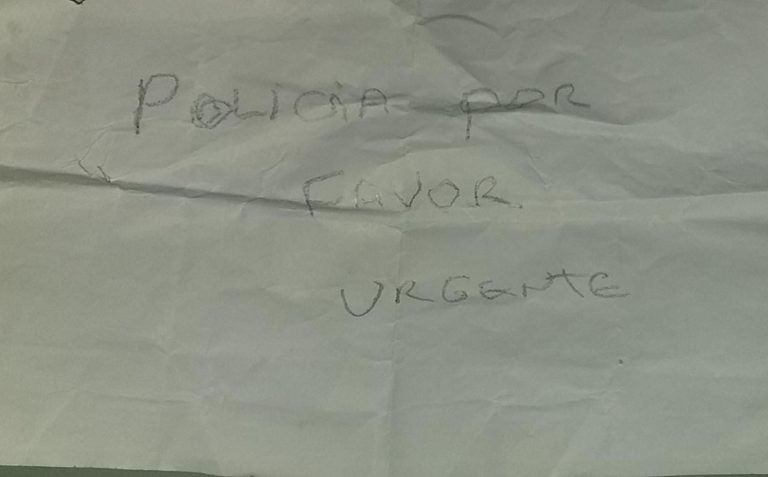 POLICIA POR
FAVOR.
URGENTE